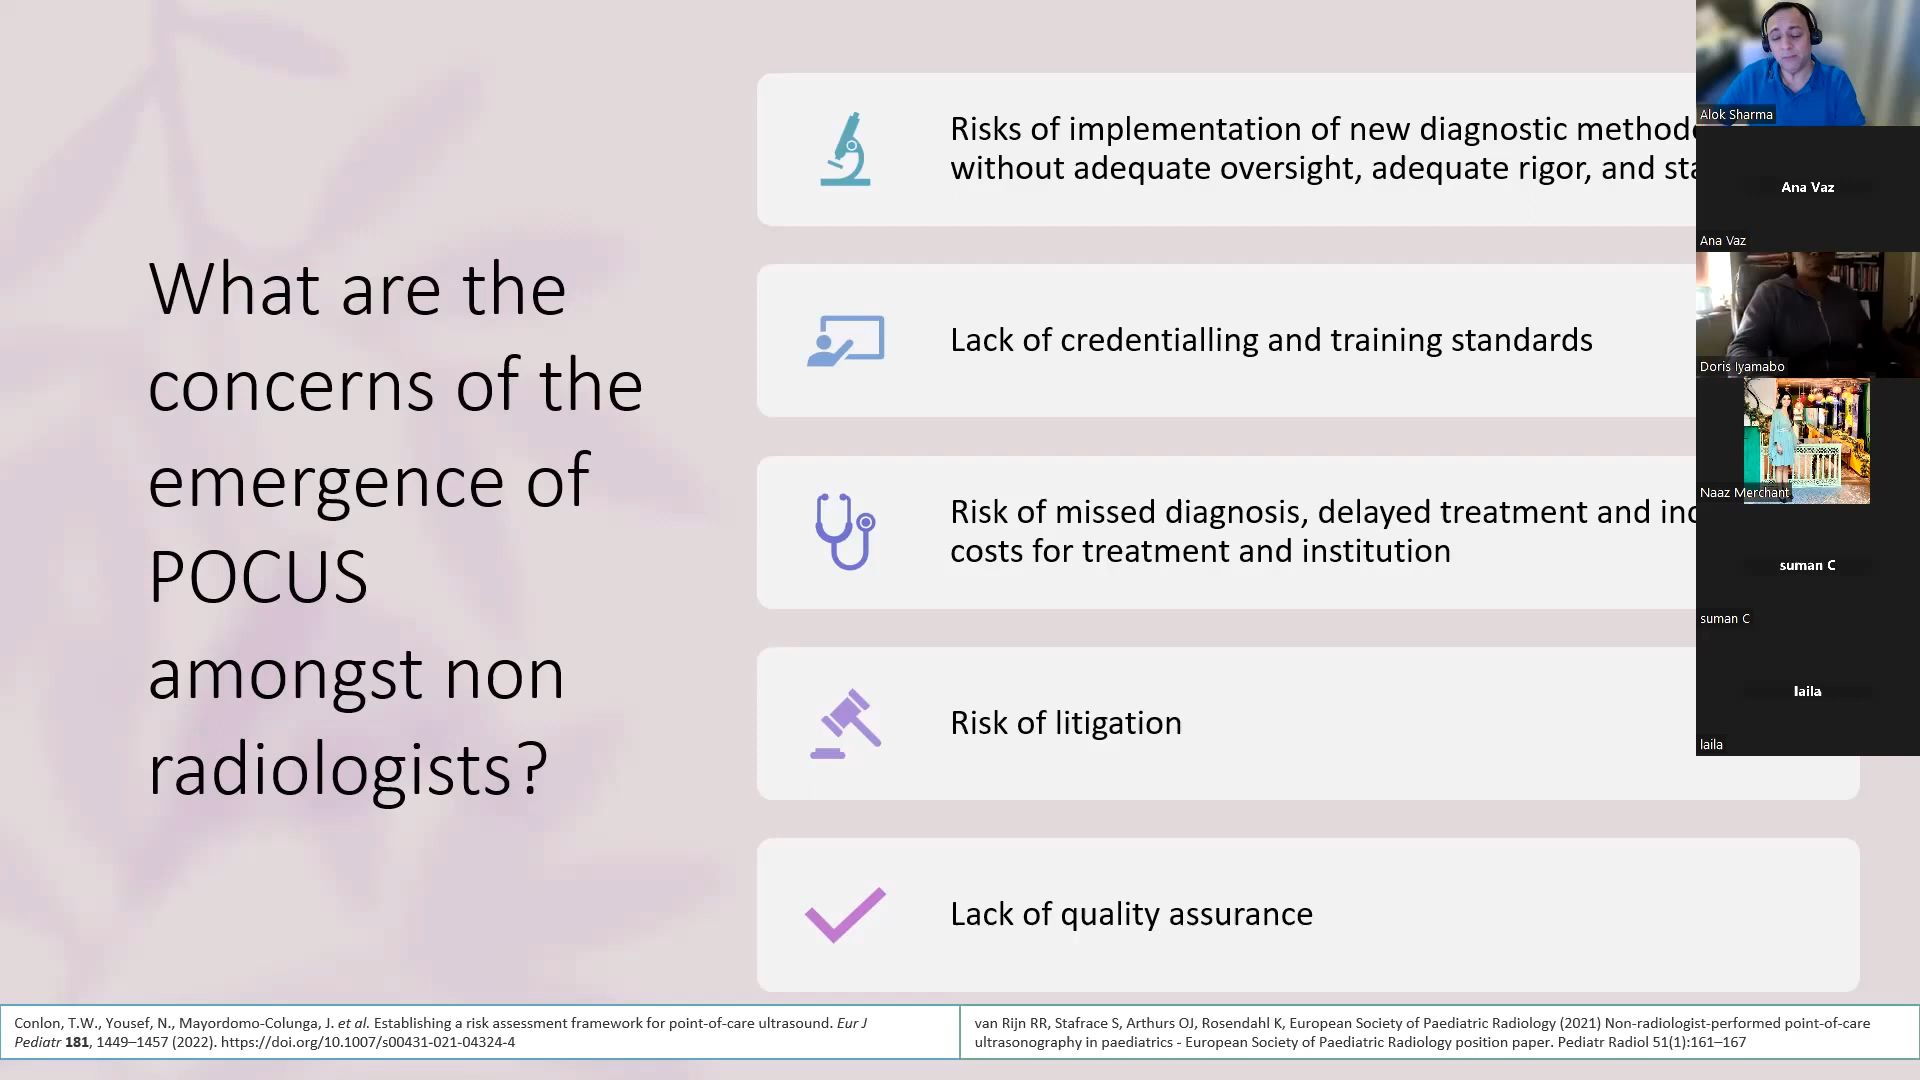 What are the
concerns of the
emergence of
POCUS
amongst non
radiologists?
Risks of implementation of new diagnostic
without adequate oversight, adequate rigor, and
Lack of credentialling and training standards
Risk of missed diagnosis, delayed treatment and
costs for treatment and institution
Risk of litigation
Lack of quality assurance
Conlon, T.W., Yousef, N., Mayordomo-Colunga, J. et al. Establishing a risk assessment framework for point-of-care ultrasound. Eur J
Pediatr 181, 1449–1457 (2022). https://doi.org/10.1007/s00431-021-04324-4
van Rijn RR, Stafrace S, Arthurs OJ, Rosendahl K, European Society of Paediatric Radiology (2021) Non-radiologist-performed point-of-care
ultrasonography in paediatrics - European Society of Paediatric Radiology position paper. Pediatr Radiol 51(1):161–167
Alok Sharma
Ana Vaz
Ana Vaz
Doris Iyamabo
Naaz Merchant
suman C
suman C
laila
laila